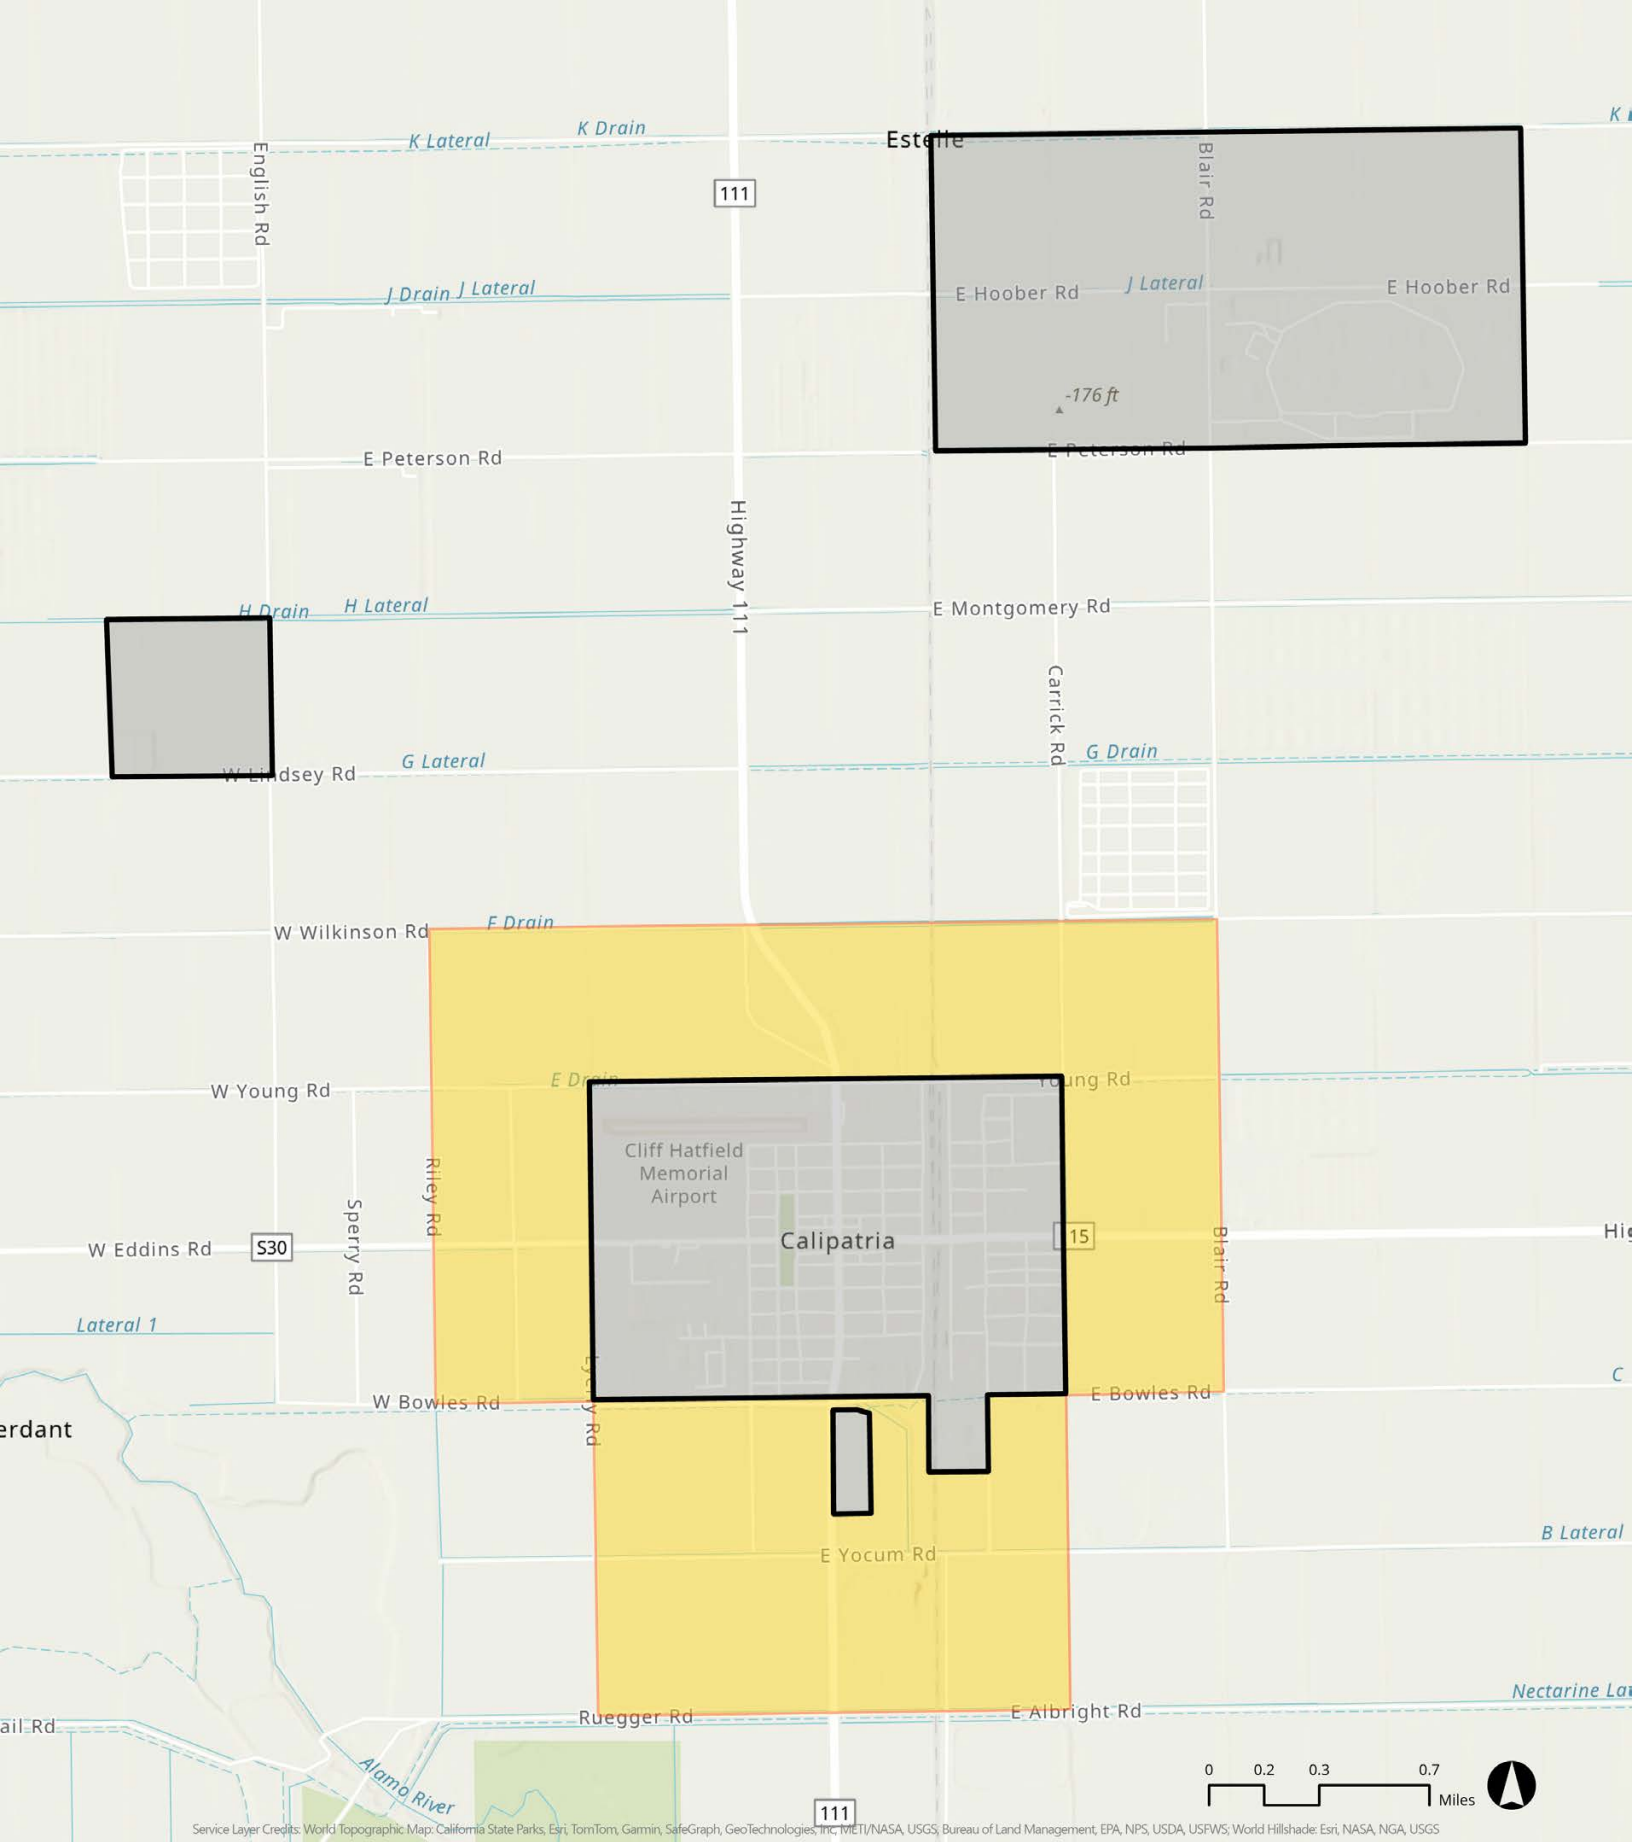 K Drain
K Lateral
K
Estelle
English Rd
Blair Rd
111
J Drain
J Lateral
E Hoober Rd
J Lateral
E Hoober Rd
-176 ft
E Peterson Rd
E Peterson Rd
Highway 111
H Drain
H Lateral
E Montgomery Rd
Carrick Rd
G Drain
G Lateral
W Lindsey Rd
F Drain
W Wilkinson Rd
E Drain
Young Rd
W Young Rd
Cliff Hatfield
Memorial
Airport
Riley Rd
Sperry Rd
Calipatria
15
Blair Rd
W Eddins Rd
S30
Lateral 1
C
W Bowles Rd
E Bowles Rd
erdant
B Lateral
E Yocum Rd
Nectarine La
Ruegger Rd
E Albright Rd
ail Rd
Alamo River
0 0.2 0.3 0.7
Miles
111
Service Layer Credits: World Topographic Map: California State Parks, Esri, TomTom, Garmin, SafeGraph, GeoTechnologies, Inc, METI/NASA, USGS, Bureau of Land Management, EPA, NPS, USDA, USFWS; World Hillshade: Esri, NASA, NGA, USGS